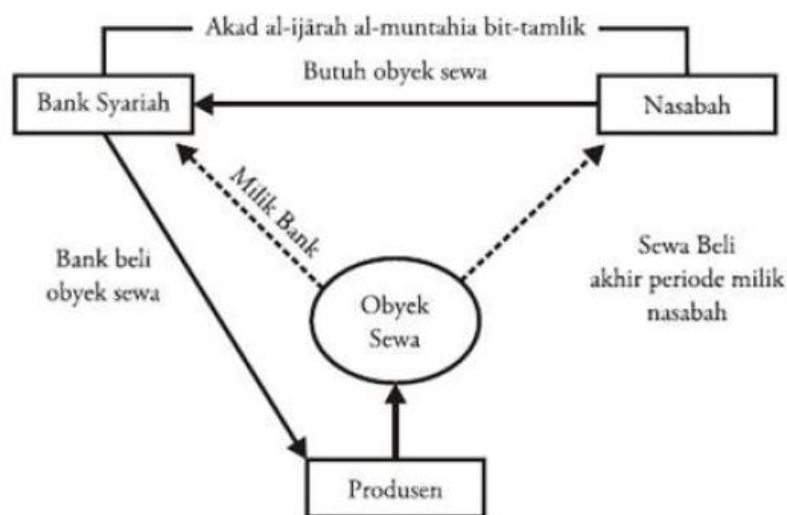 Akad al-ijārah al-muntahia bit-tamlik
Butuh obyek sewa
Bank Syariah
Nasabah
Milik Bank
Bank beli
obyek sewa
Sewa Beli
akhir periode milik
nasabah
Obyek
Sewa
Produsen